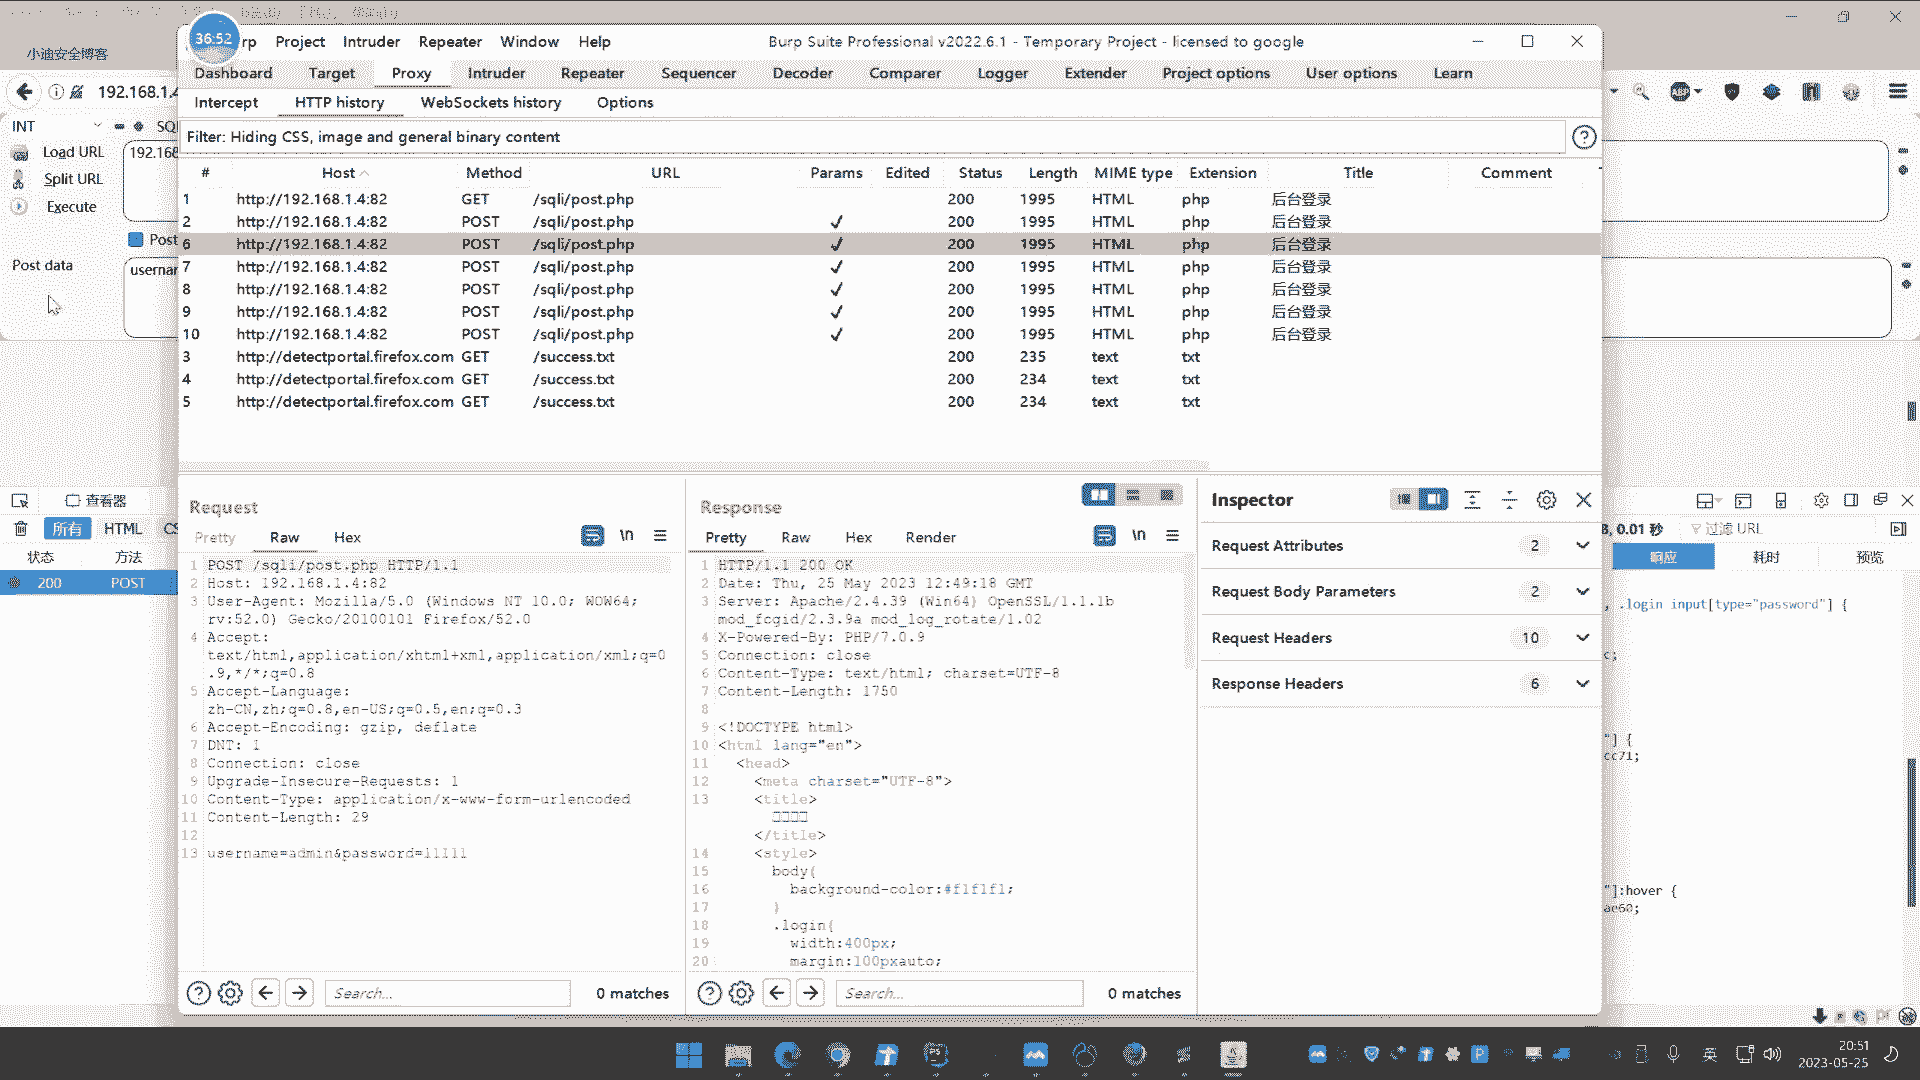 小迪安全博客
36:52
rp Project Intruder Repeater Window Help
Burp Suite Professional v2022.6.1 - Temporary Project - licensed to google
Dashboard Target Proxy Intruder Repeater Sequencer Decoder Comparer Logger Extender Project options User options Learn
Intercept HTTP history WebSockets history Options
Filter: Hiding CSS, image and general binary content
192.168.1.4
INT
SQ
Load URL
192.168
Split URL
Execute
Post
Post data
usernar
# Host Method URL Params Edited Status Length MIME type Extension Title Comment
1 http://192.168.1.4:82 GET /sqli/post.php 200 1995 HTML php 后台登录
2 http://192.168.1.4:82 POST /sqli/post.php ✓ 200 1995 HTML php 后台登录
6 http://192.168.1.4:82 POST /sqli/post.php ✓ 200 1995 HTML php 后台登录
7 http://192.168.1.4:82 POST /sqli/post.php ✓ 200 1995 HTML php 后台登录
8 http://192.168.1.4:82 POST /sqli/post.php ✓ 200 1995 HTML php 后台登录
9 http://192.168.1.4:82 POST /sqli/post.php ✓ 200 1995 HTML php 后台登录
10 http://192.168.1.4:82 POST /sqli/post.php ✓ 200 1995 HTML php 后台登录
3 http://detectportal.firefox.com GET /success.txt 200 235 text txt
4 http://detectportal.firefox.com GET /success.txt 200 234 text txt
5 http://detectportal.firefox.com GET /success.txt 200 234 text txt
查看器
所有 HTML CS
状态 方法
200 POST
Request
Pretty Raw Hex
\n
1 POST /sqli/post.php HTTP/1.1
2 Host: 192.168.1.4:82
3 User-Agent: Mozilla/5.0 (Windows NT 10.0; WOW64;
rv:52.0) Gecko/20100101 Firefox/52.0
4 Accept:
text/html,application/xhtml+xml,application/xml;q=0
.9,*/*;q=0.8
5 Accept-Language:
zh-CN,zh;q=0.8,en-US;q=0.5,en;q=0.3
6 Accept-Encoding: gzip, deflate
7 DNT: 1
8 Connection: close
9 Upgrade-Insecure-Requests: 1
10 Content-Type: application/x-www-form-urlencoded
11 Content-Length: 29
12
13 username=admin&password=11111
Search...
0 matches
Response
Pretty Raw Hex Render
\n
1 HTTP/1.1 200 OK
2 Date: Thu, 25 May 2023 12:49:18 GMT
3 Server: Apache/2.4.39 (Win64) OpenSSL/1.1.1b
mod_fcgid/2.3.9a mod_log_rotate/1.02
4 X-Powered-By: PHP/7.0.9
5 Connection: close
6 Content-Type: text/html; charset=UTF-8
7 Content-Length: 1750
8
9 <!DOCTYPE html>
10 <html lang="en">
11 <head>
12 <meta charset="UTF-8">
13 <title>
□□□□
</title>
14 <style>
15 body{
16 background-color:#f1f1f1;
17 }
18 .login{
19 width:400px;
20 margin:100pxauto;
Search...
0 matches
Inspector
Request Attributes 2
Request Body Parameters 2
Request Headers 10
Response Headers 6
ABP
8, 0.01 秒 过滤 URL
响应 耗时 预览
, .login input[type="password"] {
c;
"] {
cc71;
"]:hover {
ae60;
英
20:51
2023-05-25